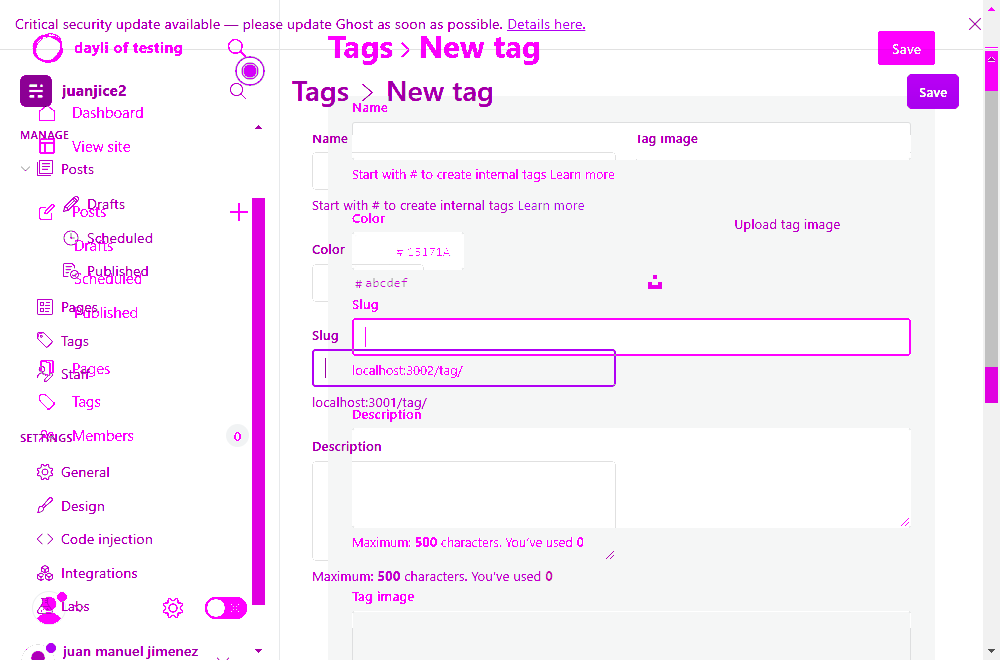 Critical security update available — please update Ghost as soon as possible. Details here.
dayli of testing
Tags › New tag
Save
juanjice2
Tags > New tag
Save
Dashboard
Name
MANAGE
Name
Tag image
View site
Posts
Start with # to create internal tags Learn more
Drafts
Start with # to create internal tags Learn more
Posts
Color
Upload tag image
Scheduled
Drafts
Color
# 15171A
Published
Scheduled
# abcdef
Pages
Slug
Published
Tags
Slug
Staff
Pages
localhost:3002/tag/
Tags
localhost:3001/tag/
Description
SETTINGS
Members
0
Description
General
Design
Code injection
Maximum: 500 characters. You've used 0
Integrations
Maximum: 500 characters. You've used 0
Tag image
Labs
juan manuel jimenez